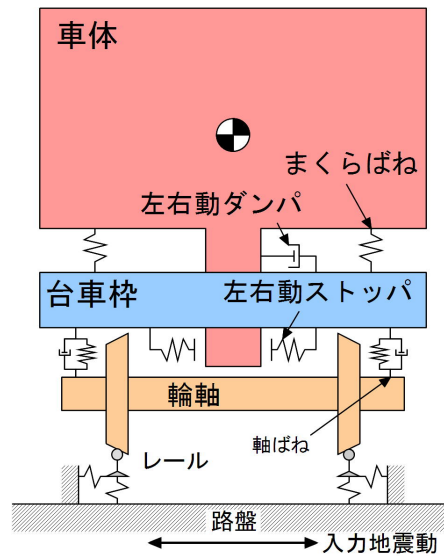 車体
まくらばね
左右動ダンパ
台車枠
左右動ストッパ
輪軸
軸ばね
レール
路盤
入力地震動